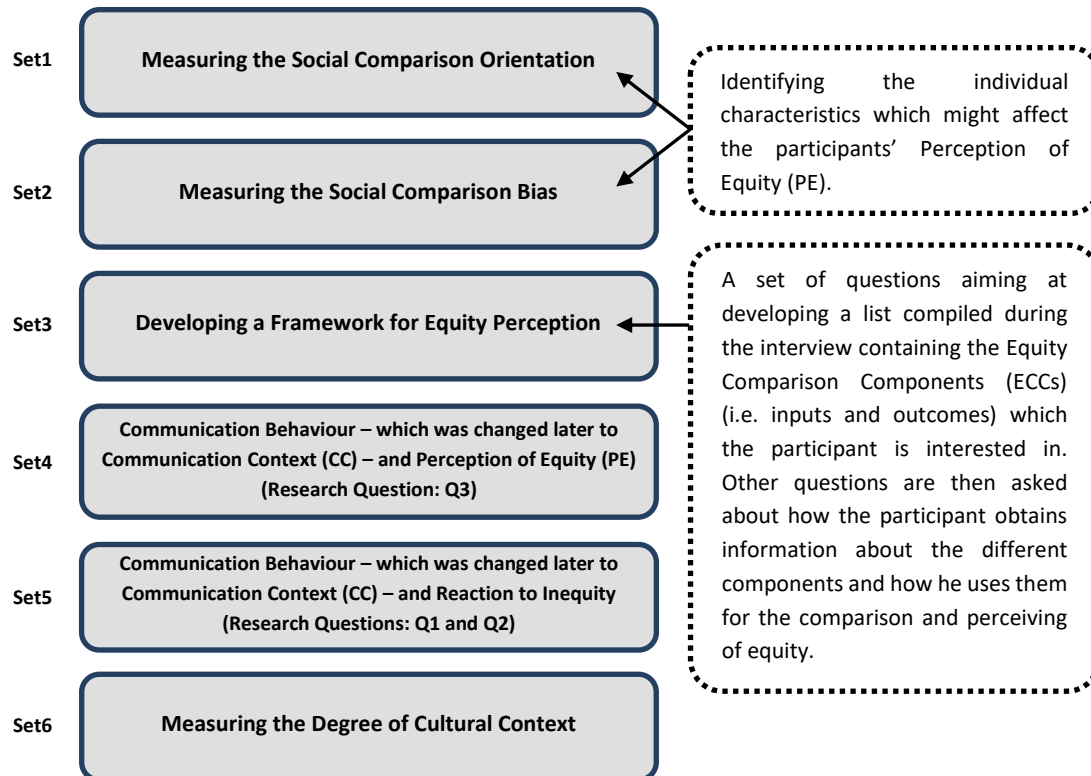 Set1
Measuring the Social Comparison Orientation
Identifying the individual
characteristics which might affect
the participants' Perception of
Equity (PE).
Set2
Measuring the Social Comparison Bias
Set3
Developing a Framework for Equity Perception
A set of questions aiming at
developing a list compiled during
the interview containing the Equity
Comparison Components (ECCs)
(i.e. inputs and outcomes) which
the participant is interested in.
Other questions are then asked
about how the participant obtains
information about the different
components and how he uses them
for the comparison and perceiving
of equity.
Set4
Communication Behaviour – which was changed later to
Communication Context (CC) – and Perception of Equity (PE)
(Research Question: Q3)
Set5
Communication Behaviour – which was changed later to
Communication Context (CC) – and Reaction to Inequity
(Research Questions: Q1 and Q2)
Set6
Measuring the Degree of Cultural Context